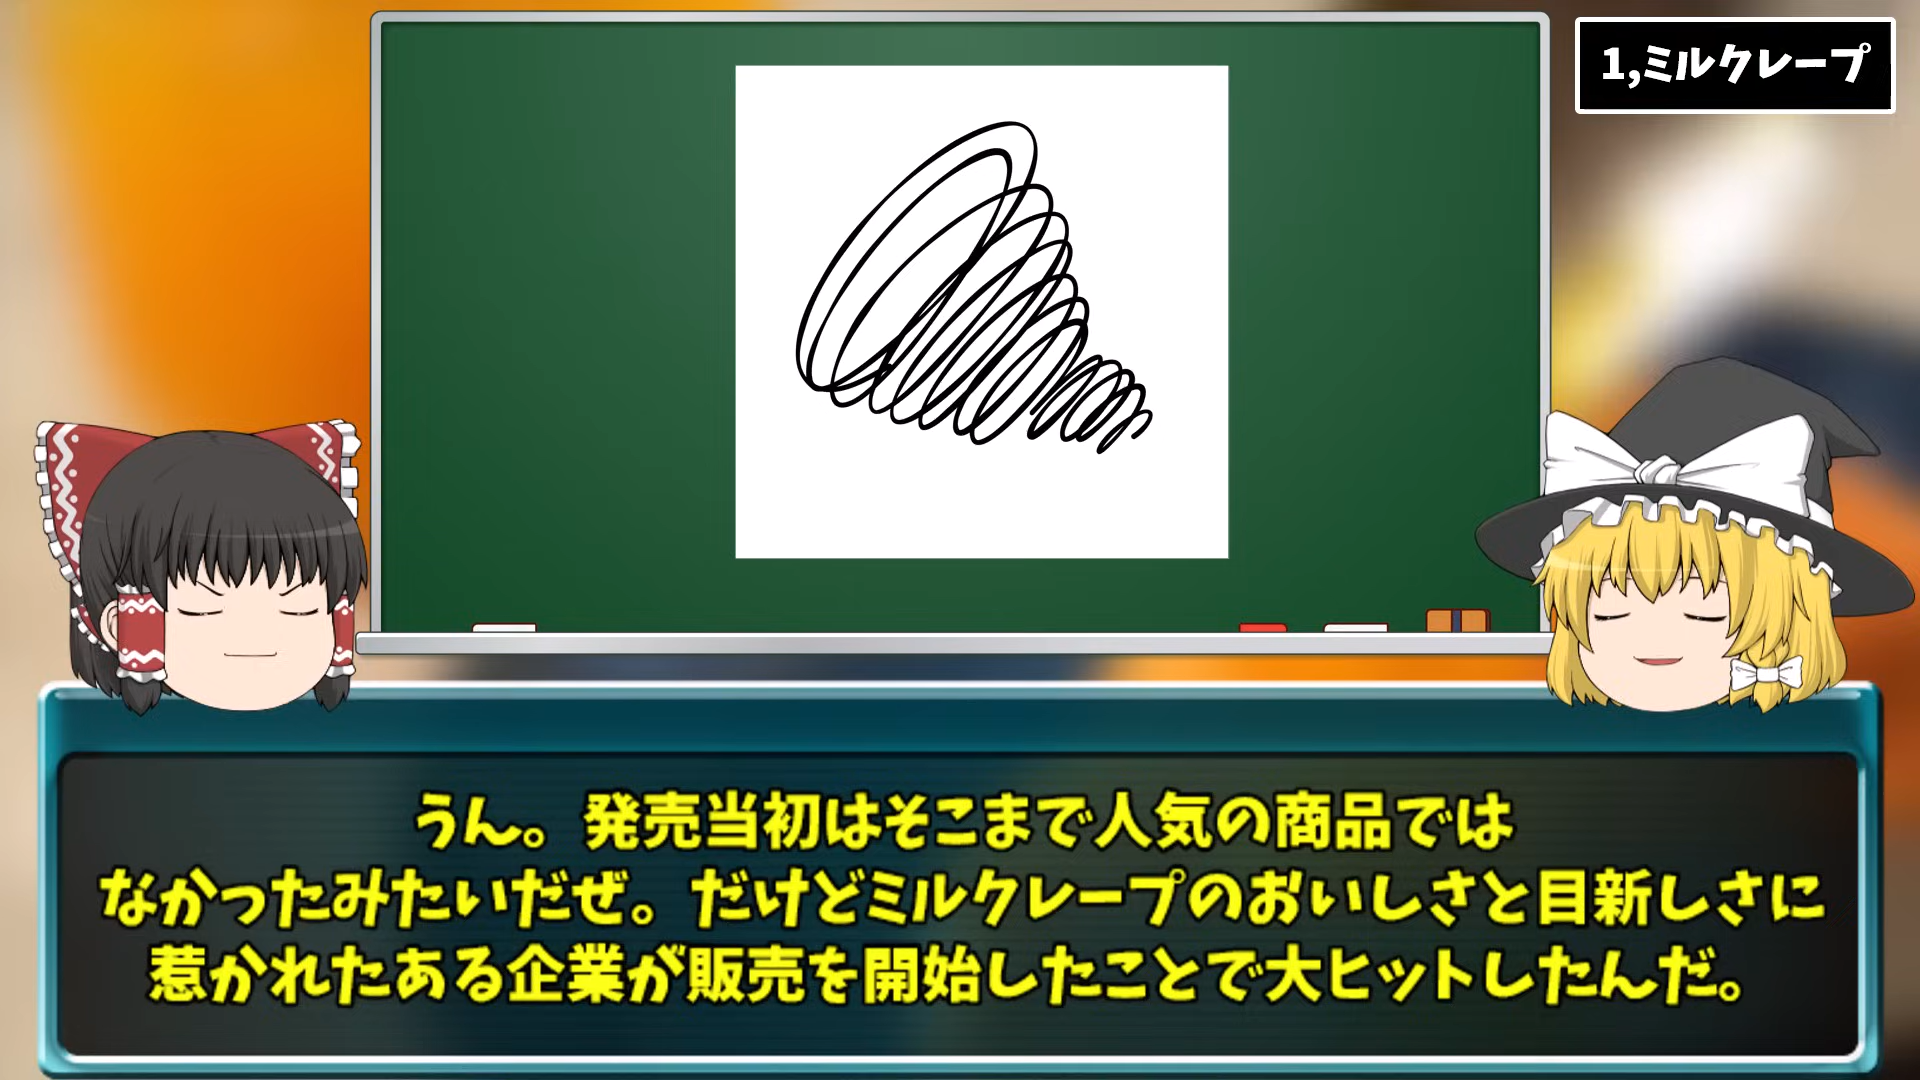 1,ミルクレープ
うん。発売当初はそこまで人気の商品では
なかったみたいだぜ。だけどミルクレープのおいしさと目新しさに
惹かれたある企業が販売を開始したことで大ヒットしたんだ。